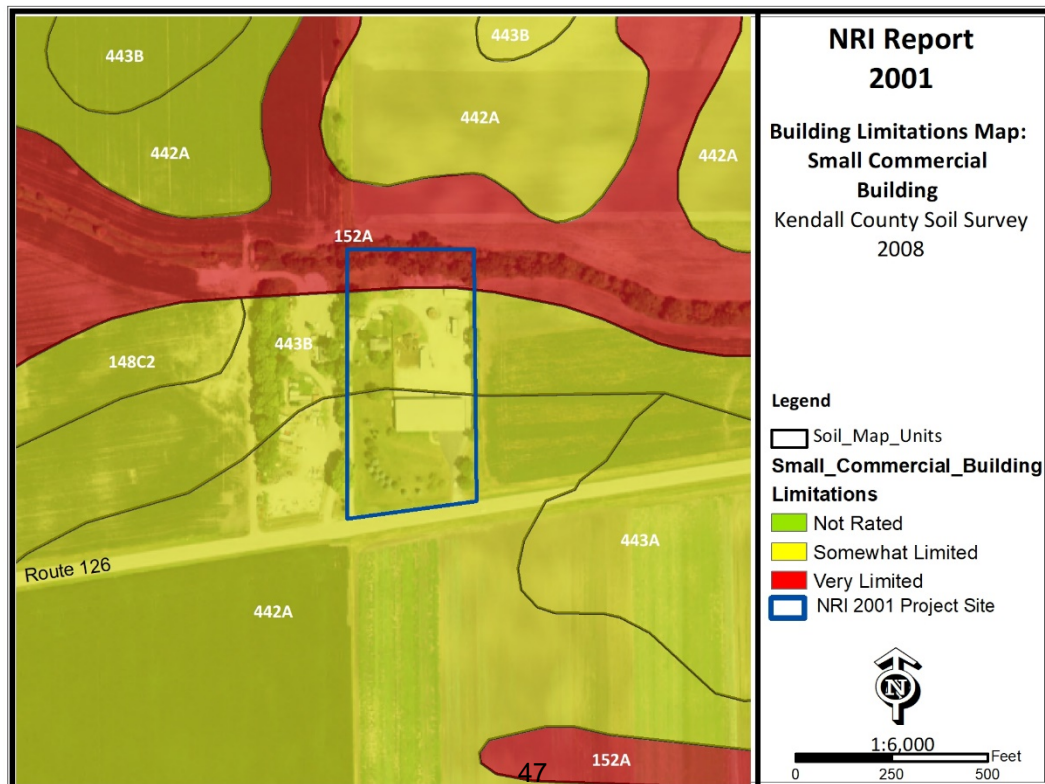 443B
443B
442A
442A
442A
152A
148C2
443B
443A
Route 126
442A
152A
47
NRI Report
2001
Building Limitations Map:
Small Commercial
Building
Kendall County Soil Survey
2008
Legend
Soil_Map_Units
Small_Commercial_Building
Limitations
Not Rated
Somewhat Limited
Very Limited
NRI 2001 Project Site
N
1:6,000
Feet
0 250 500